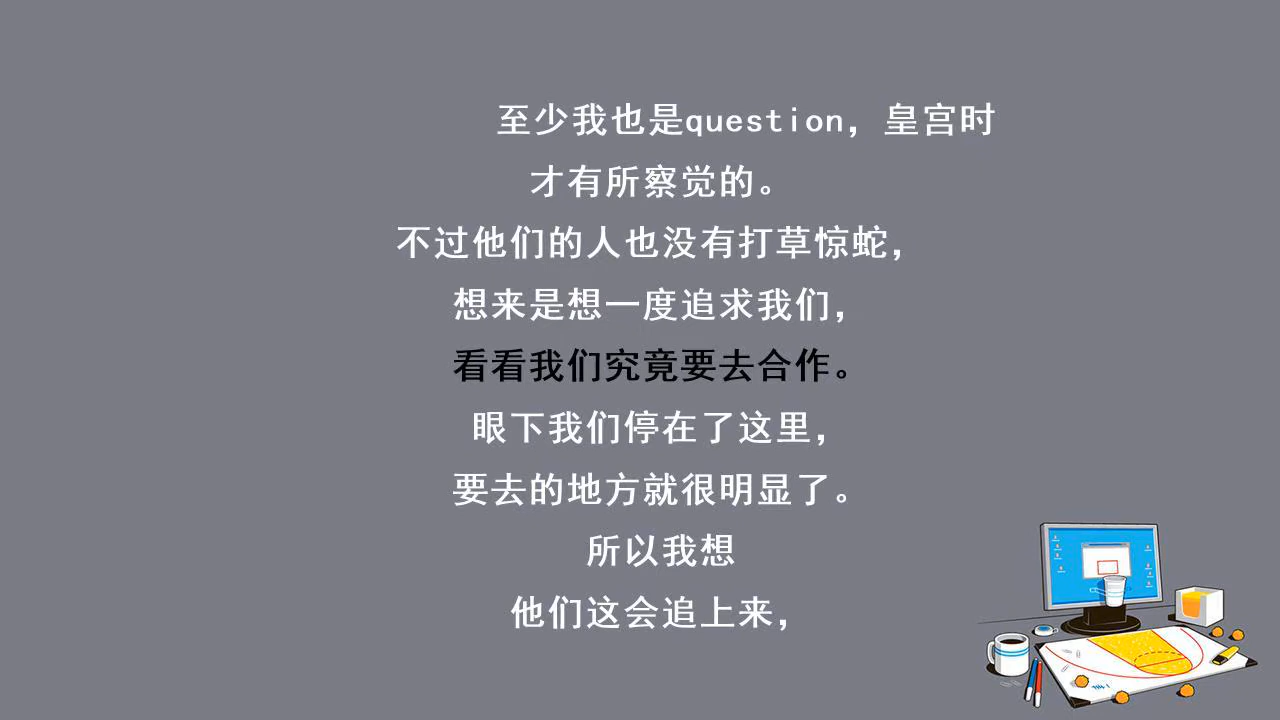 至少我也是question，皇宫时
才有所察觉的。
不过他们的人也没有打草惊蛇，
想来是想一度追求我们，
看看我们究竟要去合作。
眼下我们停在了这里，
要去的地方就很明显了。
所以我想
他们这会追上来，